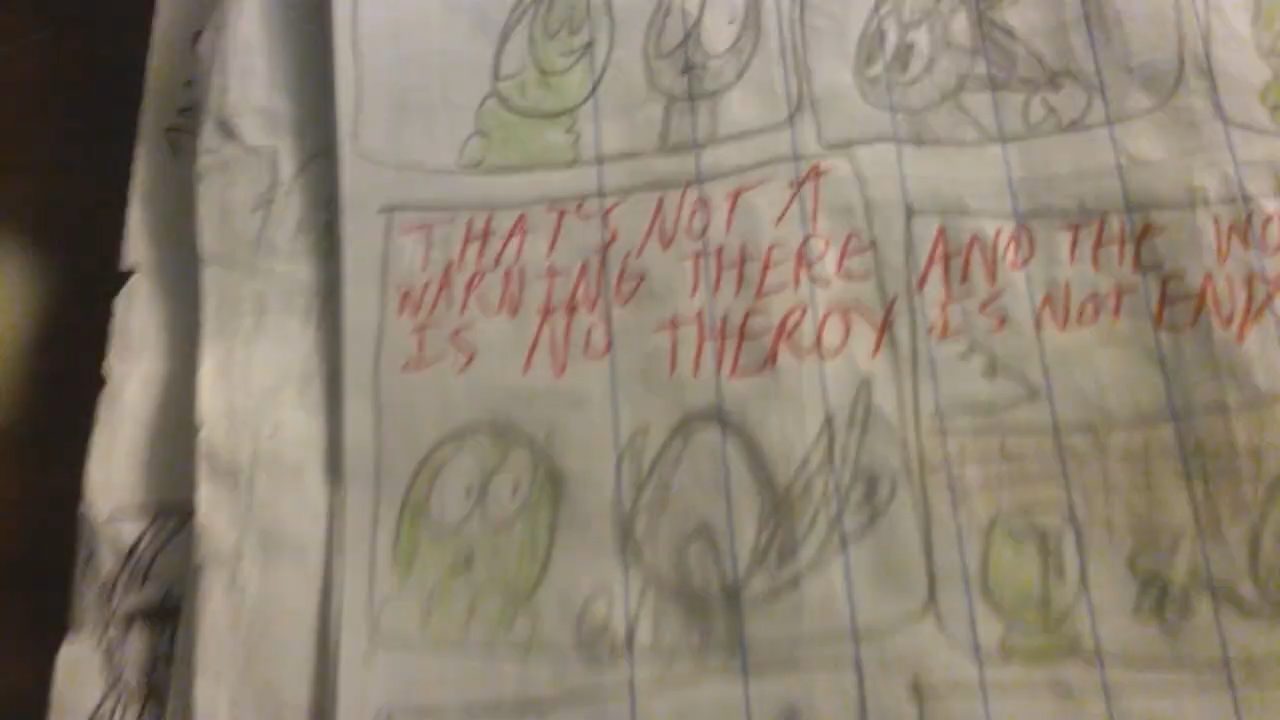 THAT'S NOT A
WARNING THERE
IS NO THEROY
AND THE
IS NOT